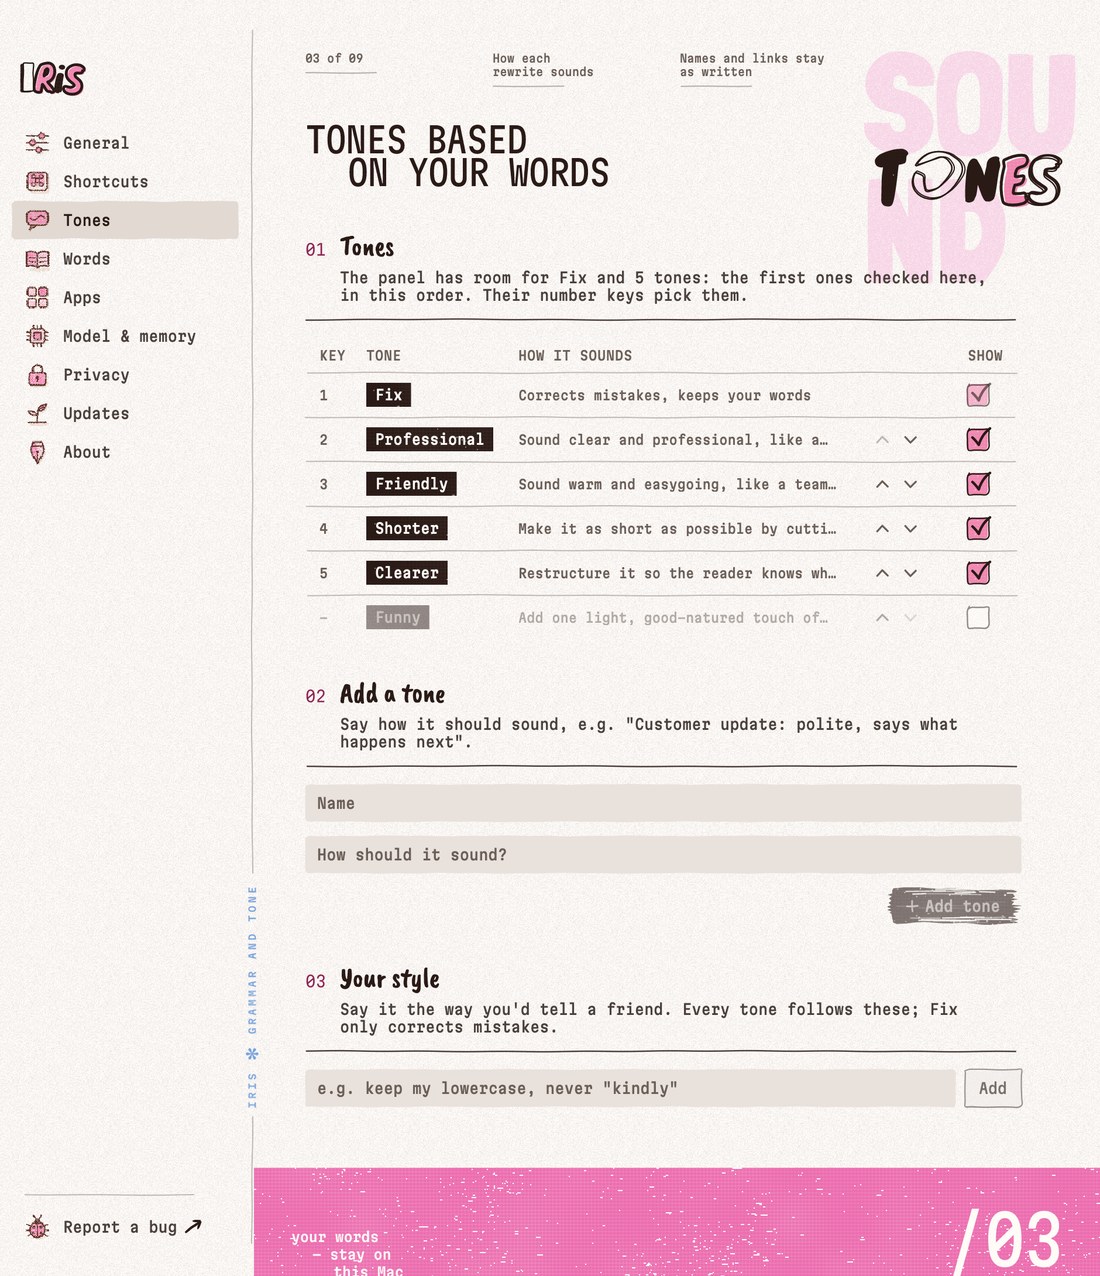 IRiS
General
Shortcuts
Tones
Words
Apps
Model & memory
Privacy
Updates
About
Report a bug
IRIS * GRAMMAR AND TONE
03 of 09
How each
rewrite sounds
Names and links stay
as written
SOU
ND
TONES
TONES BASED
ON YOUR WORDS
01 Tones
The panel has room for Fix and 5 tones: the first ones checked here,
in this order. Their number keys pick them.
KEY TONE HOW IT SOUNDS SHOW
1 Fix Corrects mistakes, keeps your words
2 Professional Sound clear and professional, like a…
3 Friendly Sound warm and easygoing, like a team…
4 Shorter Make it as short as possible by cutti…
5 Clearer Restructure it so the reader knows wh…
– Funny Add one light, good-natured touch of…
02 Add a tone
Say how it should sound, e.g. "Customer update: polite, says what
happens next".
Name
How should it sound?
+ Add tone
03 Your style
Say it the way you'd tell a friend. Every tone follows these; Fix
only corrects mistakes.
e.g. keep my lowercase, never "kindly"
Add
your words
– stay on
this Mac
/03